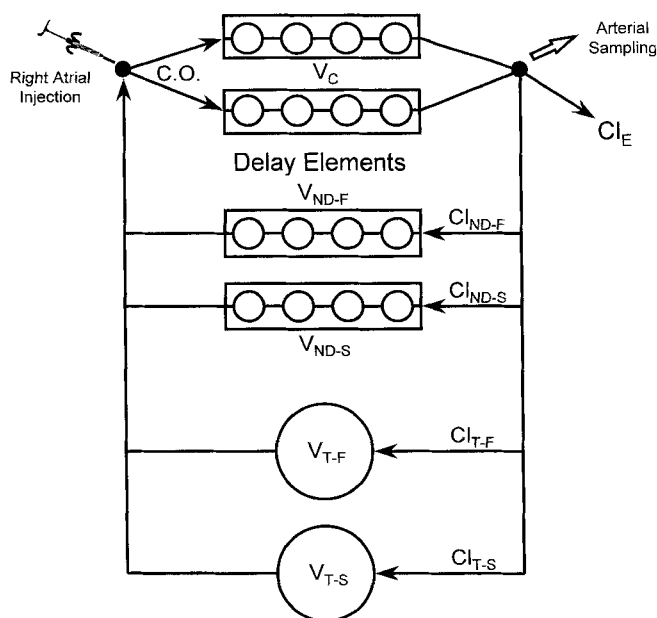 Right Atrial
Injection
C.O.
V_C
Arterial
Sampling
Cl_E
Delay Elements
V_ND-F
Cl_ND-F
Cl_ND-S
V_ND-S
Cl_T-F
V_T-F
Cl_T-S
V_T-S